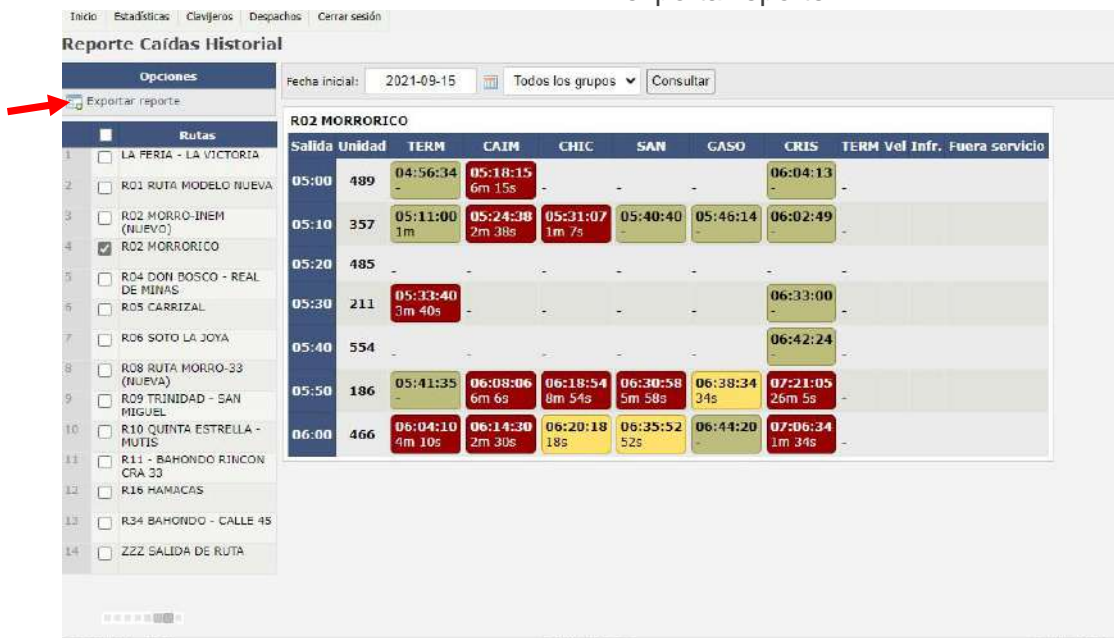 Inicio Estadísticas Clavijeros Despachos Cerrar sesión
Reporte Caídas Historial
Opciones
Exportar reporte
Fecha inicial: 2021-09-15 Todos los grupos Consultar
Rutas
1 LA FERIA - LA VICTORIA
2 R01 RUTA MODELO NUEVA
3 R02 MORRO-INEM
(NUEVO)
4 R02 MORRORICO
5 R04 DON BOSCO - REAL
DE MINAS
6 R05 CARRIZAL
7 R06 SOTO LA JOYA
8 R08 RUTA MORRO-33
(NUEVA)
9 R09 TRINIDAD - SAN
MIGUEL
10 R10 QUINTA ESTRELLA -
MUTIS
11 R11 - BAHONDO RINCON
CRA 33
12 R16 HAMACAS
13 R34 BAHONDO - CALLE 45
14 ZZZ SALIDA DE RUTA
R02 MORRORICO
Salida Unidad TERM CAIM CHIC SAN GASO CRIS TERM Vel Infr. Fuera servicio
05:00 489 04:56:34 05:18:15 06:04:13
- 6m 15s - - - - -
05:10 357 05:11:00 05:24:38 05:31:07 05:40:40 05:46:14 06:02:49
1m 2m 38s 1m 7s - - - -
05:20 485 - - - - - - -
05:30 211 05:33:40 06:33:00
3m 40s - - - - - -
05:40 554 06:42:24
- - - - - - -
05:50 186 05:41:35 06:08:06 06:18:54 06:30:58 06:38:34 07:21:05
- 6m 6s 8m 54s 5m 58s 34s 26m 5s -
06:00 466 06:04:10 06:14:30 06:20:18 06:35:52 06:44:20 07:06:34
4m 10s 2m 30s 18s 52s - 1m 34s -